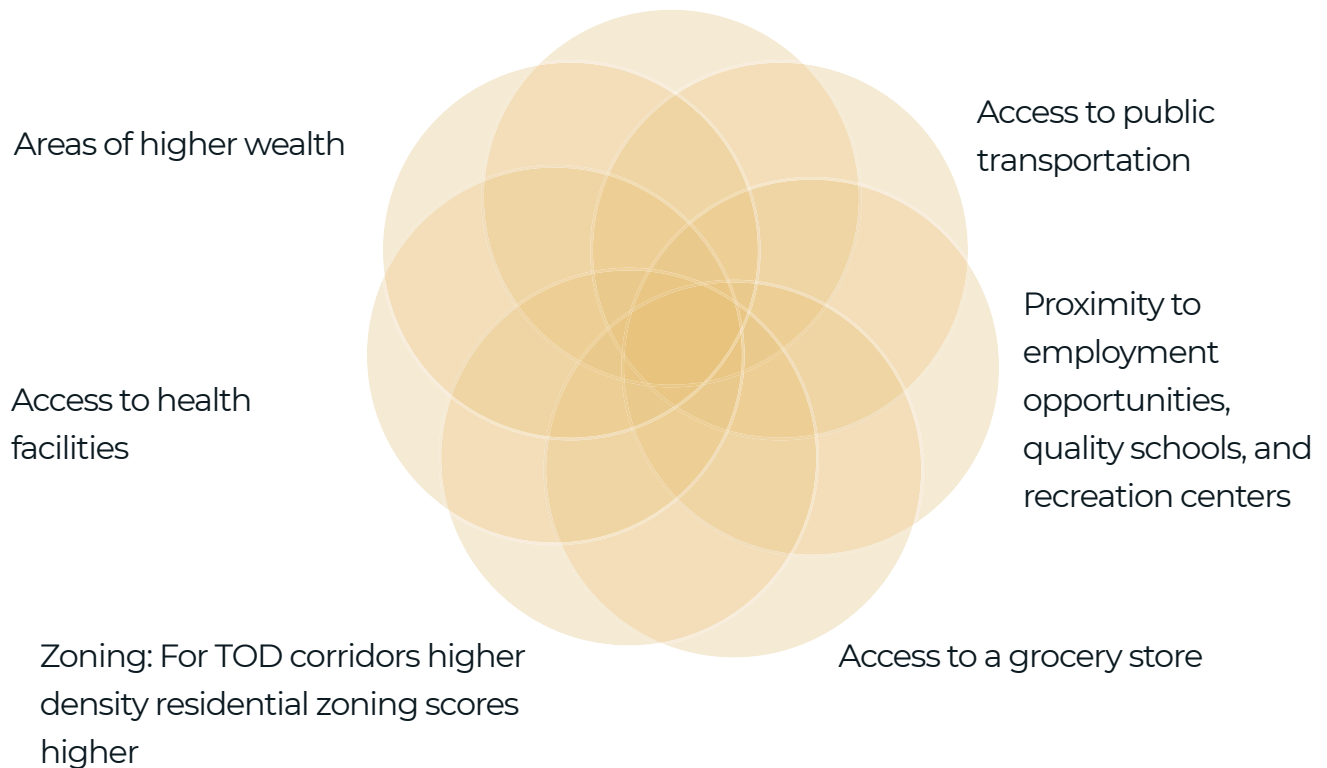 Areas of higher wealth
Access to public
transportation
Proximity to
employment
opportunities,
quality schools, and
recreation centers
Access to health
facilities
Zoning: For TOD corridors higher
density residential zoning scores
higher
Access to a grocery store